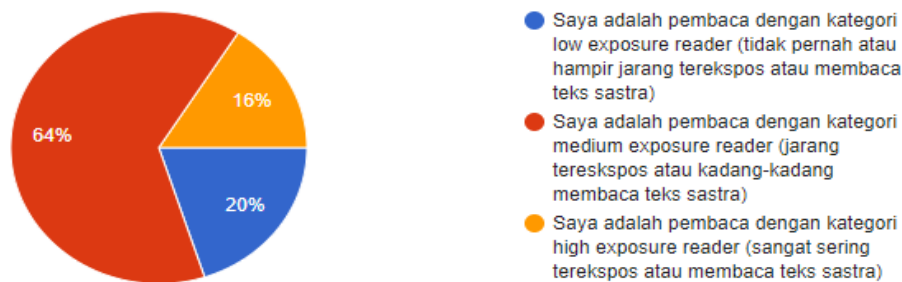 64%
16%
20%
Saya adalah pembaca dengan kategori
low exposure reader (tidak pernah atau
hampir jarang terekspos atau membaca
teks sastra)
Saya adalah pembaca dengan kategori
medium exposure reader (jarang
tereskspos atau kadang-kadang
membaca teks sastra)
Saya adalah pembaca dengan kategori
high exposure reader (sangat sering
terekspos atau membaca teks sastra)